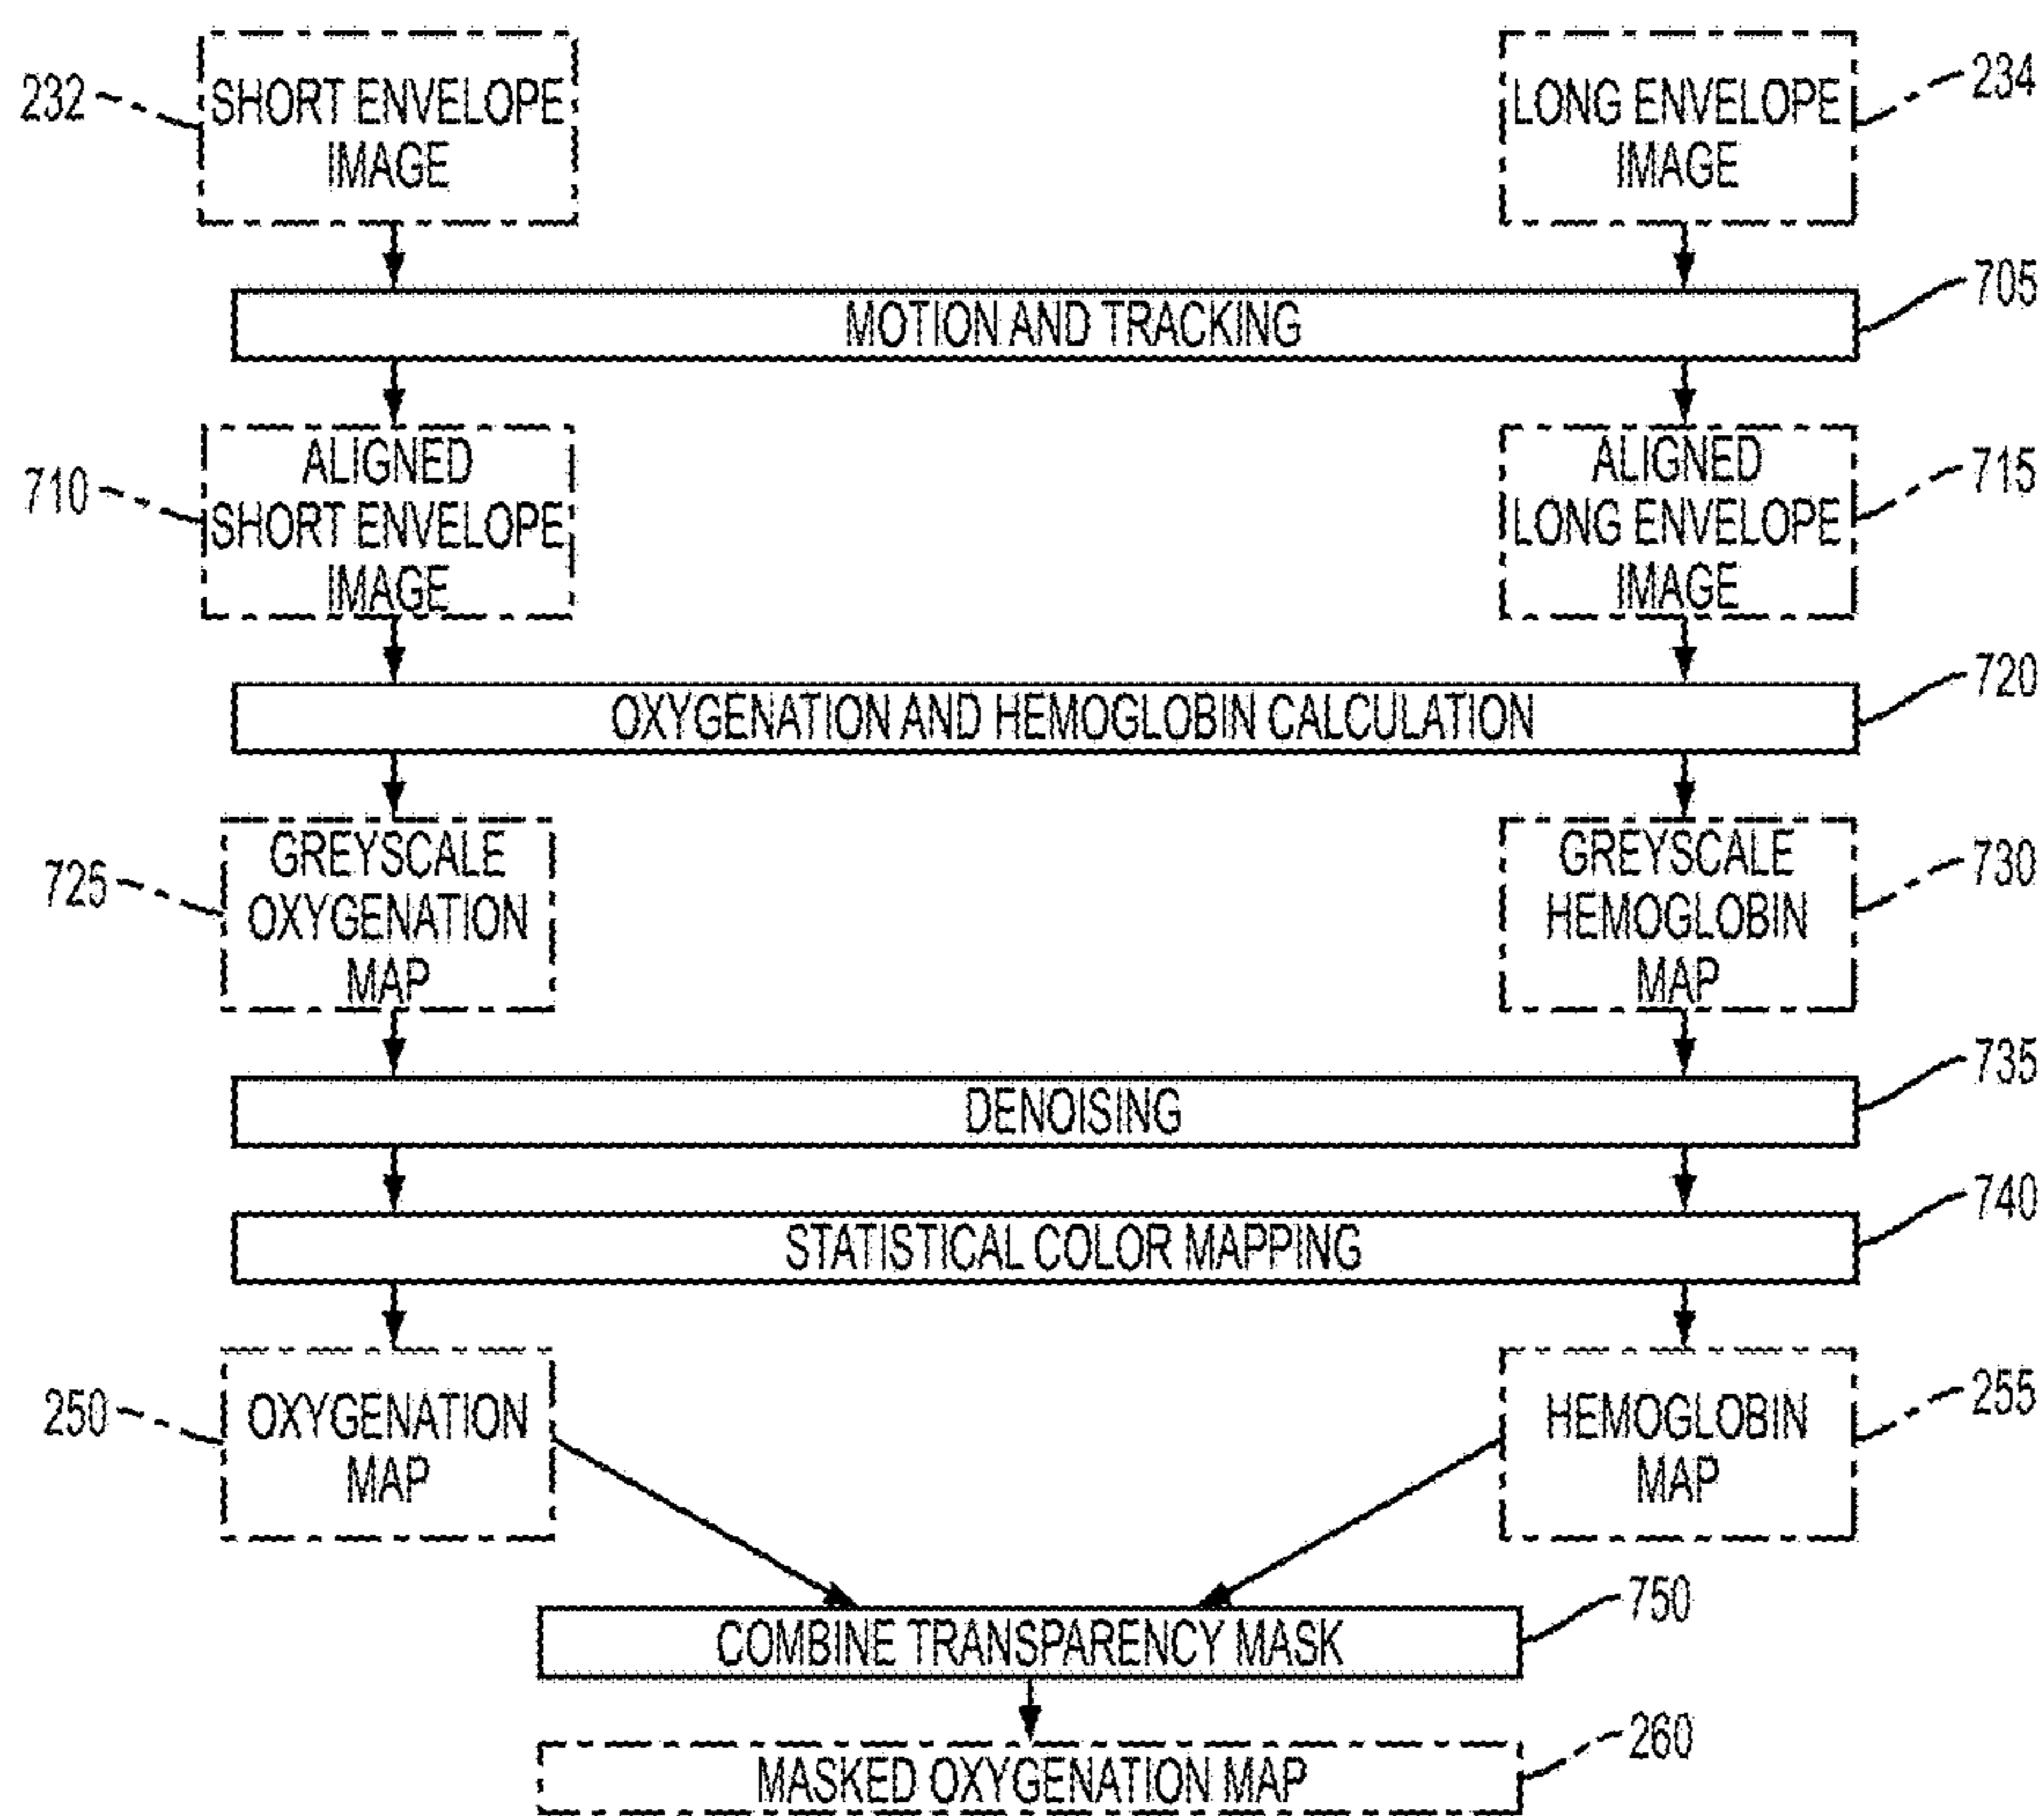 232
SHORT ENVELOPE
IMAGE
LONG ENVELOPE
IMAGE
234
MOTION AND TRACKING
705
710
ALIGNED
SHORT ENVELOPE
IMAGE
ALIGNED
LONG ENVELOPE
IMAGE
715
OXYGENATION AND HEMOGLOBIN CALCULATION
720
725
GREYSCALE
OXYGENATION
MAP
GREYSCALE
HEMOGLOBIN
MAP
730
DENOISING
735
STATISTICAL COLOR MAPPING
740
250
OXYGENATION
MAP
HEMOGLOBIN
MAP
255
COMBINE TRANSPARENCY MASK
750
MASKED OXYGENATION MAP
260